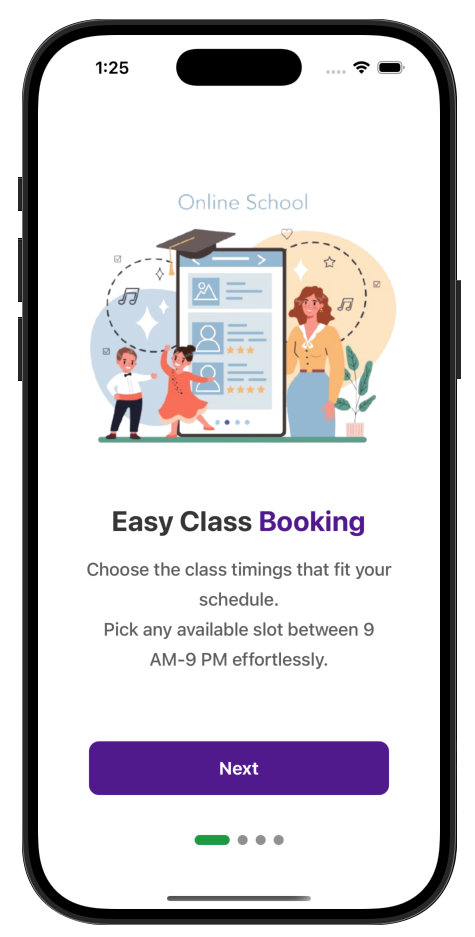 1:25
Online School
Easy Class Booking
Choose the class timings that fit your
schedule.
Pick any available slot between 9
AM-9 PM effortlessly.
Next